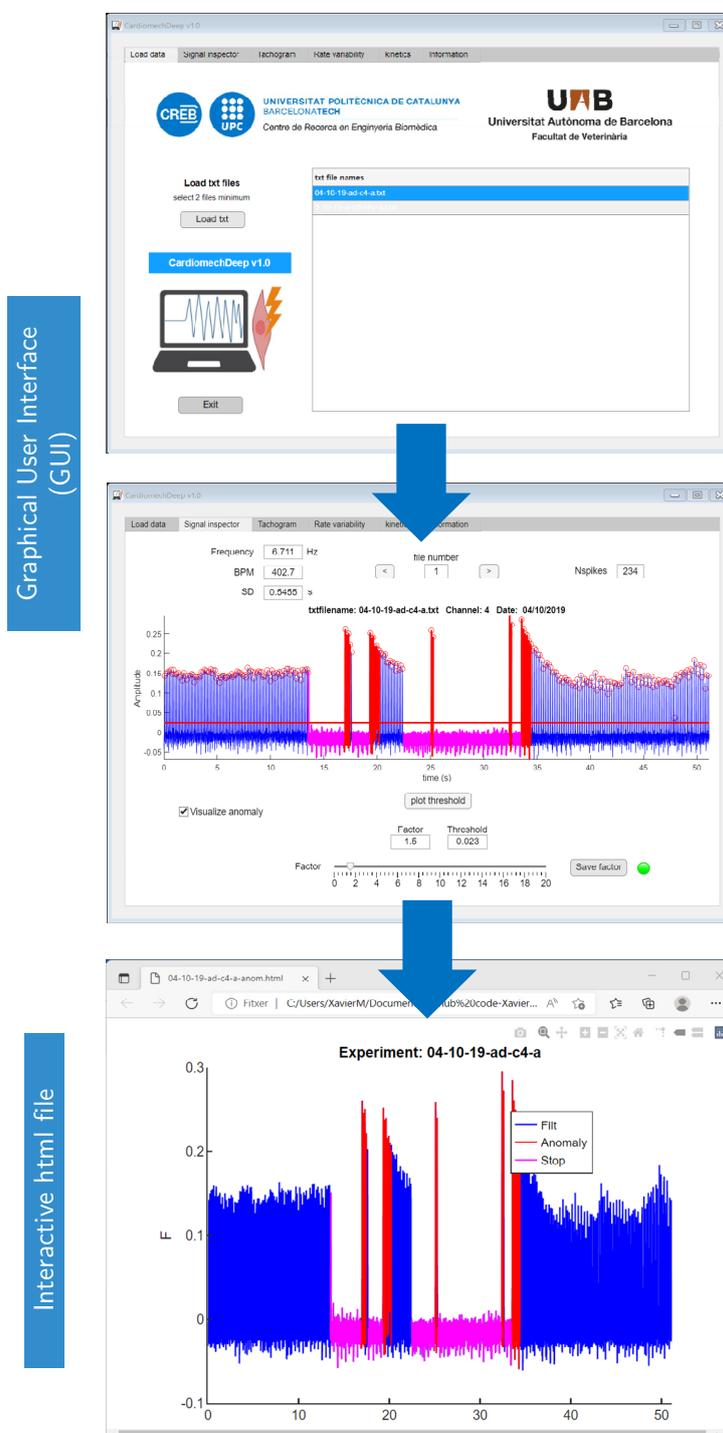 Graphical User Interface
(GUI)
CardiomechDeep v1.0
Load data Signal inspector Tachogram Rate variability kinetics Information
CREB
UPC
UNIVERSITAT POLITÈCNICA DE CATALUNYA
BARCELONATECH
Centre de Recerca en Enginyeria Biomèdica
UAB
Universitat Autònoma de Barcelona
Facultat de Veterinària
Load txt files
select 2 files minimum
Load txt
txt file names
04-10-19-ad-c4-a.txt
CardiomechDeep v1.0
Exit
CardiomechDeep v1.0
Load data Signal inspector Tachogram Rate variability
Frequency 6.711 Hz
BPM 402.7
SD 0.5455 s
file number
< 1 >
Nspikes 234
txtfilename: 04-10-19-ad-c4-a.txt Channel: 4 Date: 04/10/2019
Amplitude
0.25
0.2
0.15
0.1
0.05
0
-0.05
0 5 10 15 20 25 30 35 40 45 50
time (s)
plot threshold
Visualize anomaly
Factor Threshold
1.5 0.023
Factor
0 2 4 6 8 10 12 14 16 18 20
Save factor
Interactive html file
04-10-19-ad-c4-a-anom.html
Fitxer | C:/Users/XavierM/Documen
ub%20code-Xavier...
Experiment: 04-10-19-ad-c4-a
F
0.3
0.2
0.1
0
-0.1
Filt
Anomaly
Stop
0 10 20 30 40 50